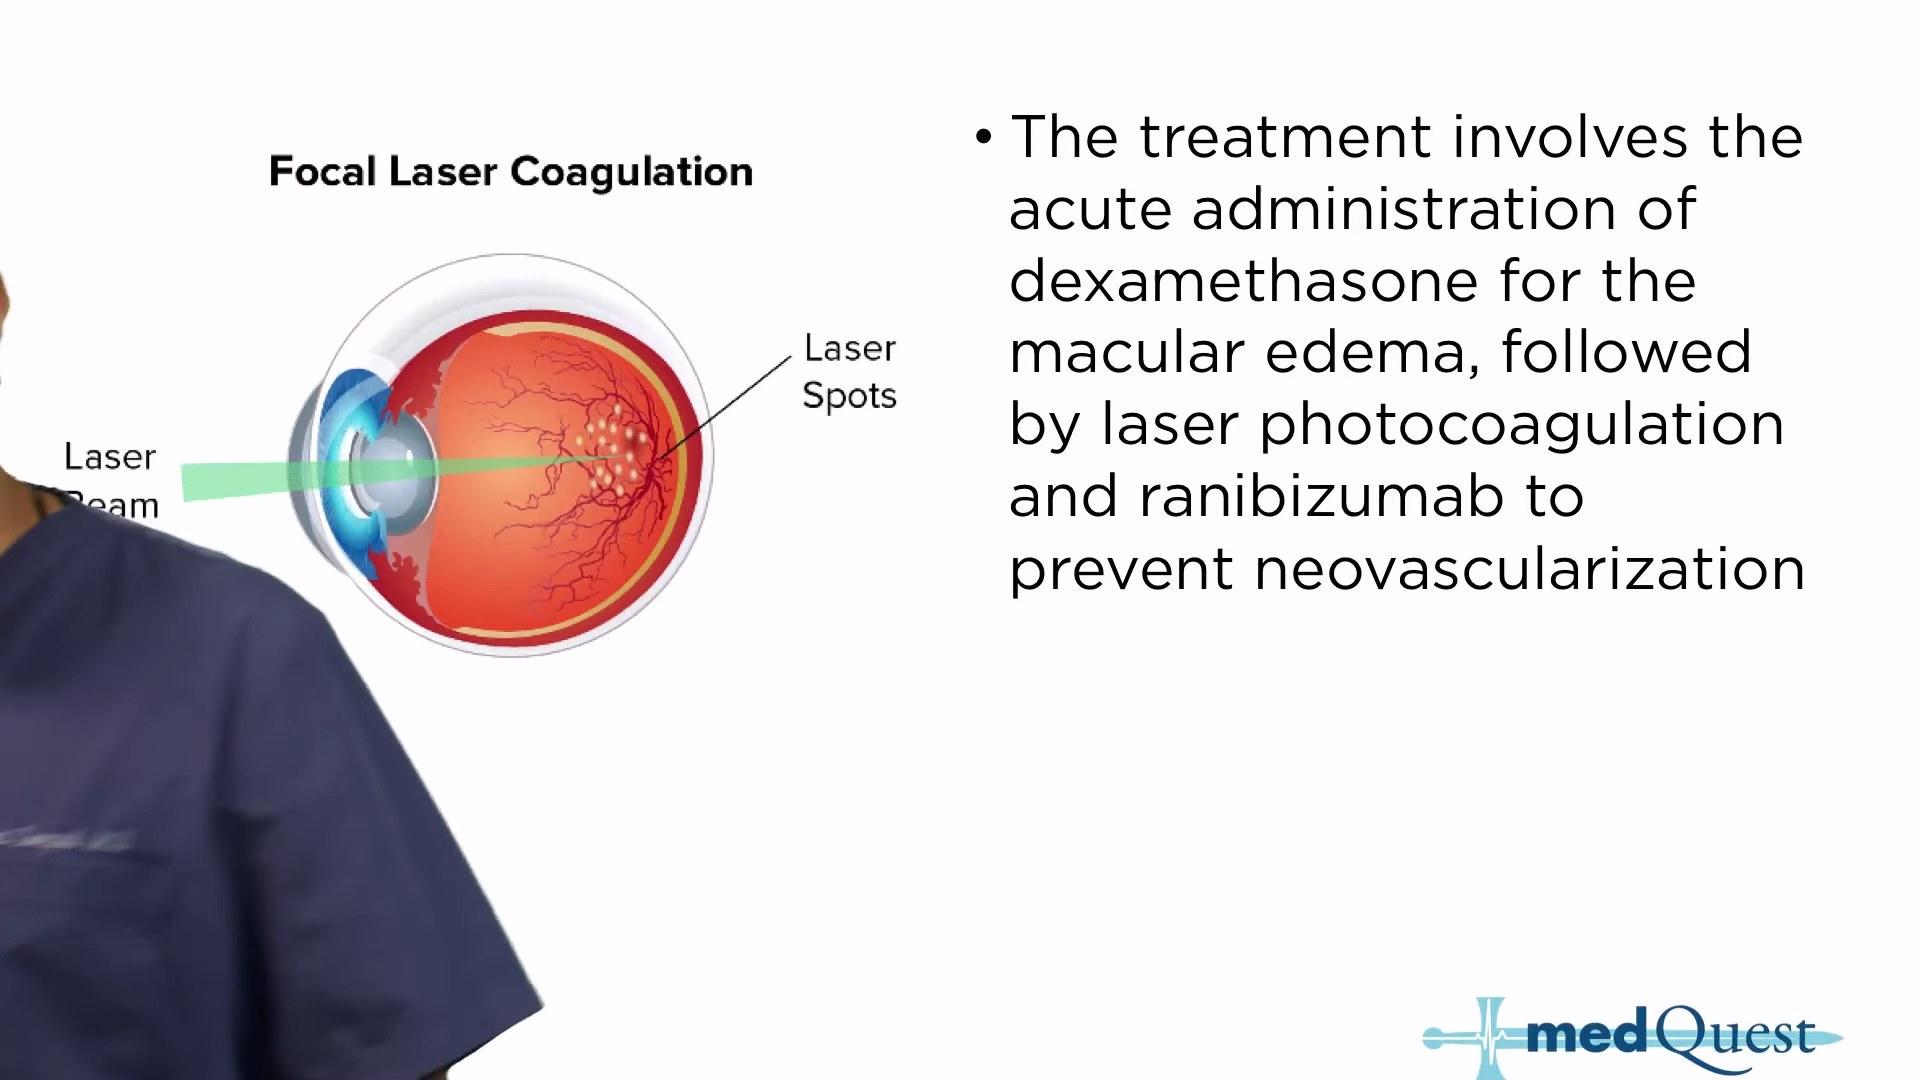 Focal Laser Coagulation
Laser
Spots
Laser
Beam
• The treatment involves the
acute administration of
dexamethasone for the
macular edema, followed
by laser photocoagulation
and ranibizumab to
prevent neovascularization
medQuest